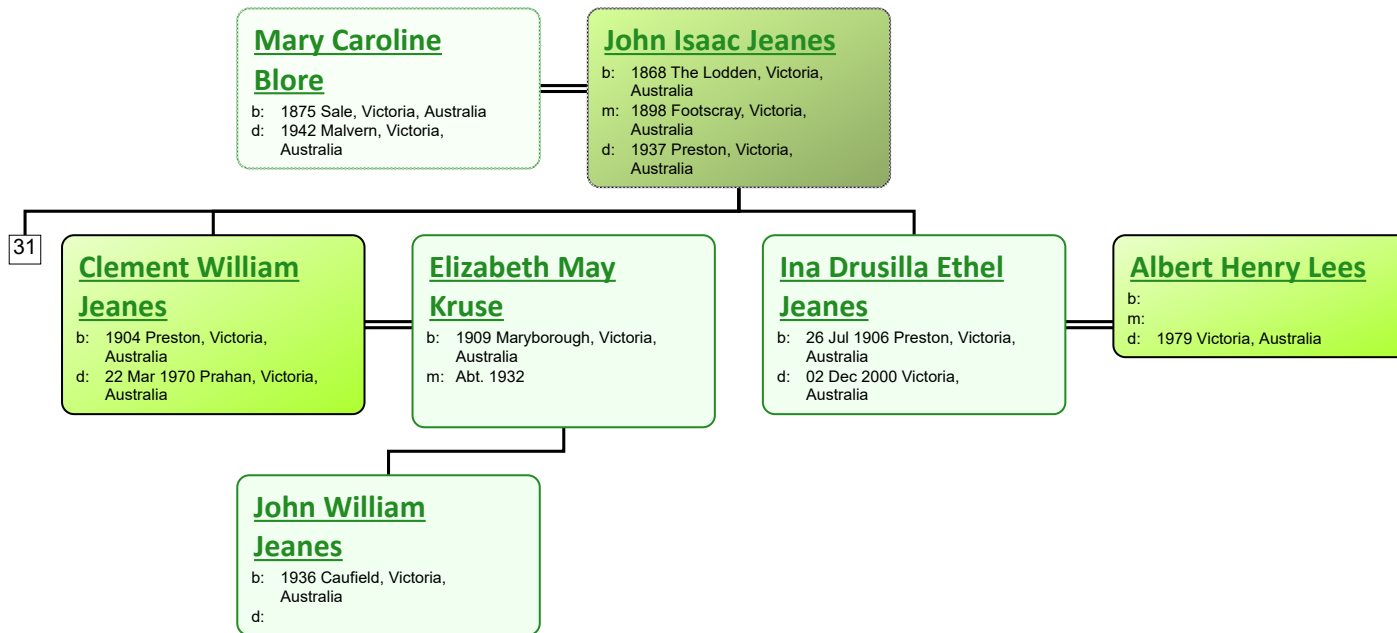 Mary Caroline
Blore
b: 1875 Sale, Victoria, Australia
d: 1942 Malvern, Victoria,
Australia
John Isaac Jeanes
b: 1868 The Lodden, Victoria,
Australia
m: 1898 Footscray, Victoria,
Australia
d: 1937 Preston, Victoria,
Australia
31
Clement William
Jeanes
b: 1904 Preston, Victoria,
Australia
d: 22 Mar 1970 Prahan, Victoria,
Australia
Elizabeth May
Kruse
b: 1909 Maryborough, Victoria,
Australia
m: Abt. 1932
Ina Drusilla Ethel
Jeanes
b: 26 Jul 1906 Preston, Victoria,
Australia
d: 02 Dec 2000 Victoria,
Australia
Albert Henry Lees
b:
m:
d: 1979 Victoria, Australia
John William
Jeanes
b: 1936 Caufield, Victoria,
Australia
d: